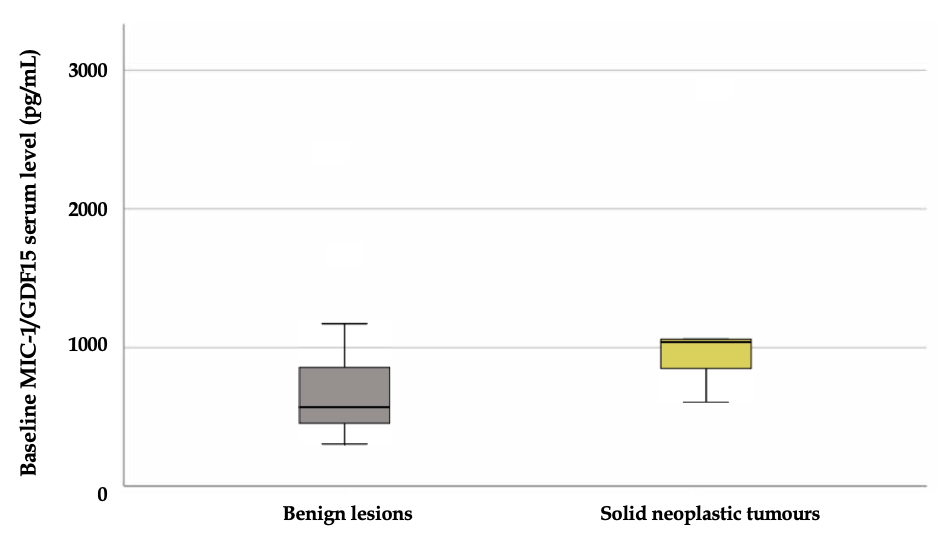 Baseline MIC-1/GDF15 serum level (pg/mL)
3000
2000
1000
0
Benign lesions
Solid neoplastic tumours